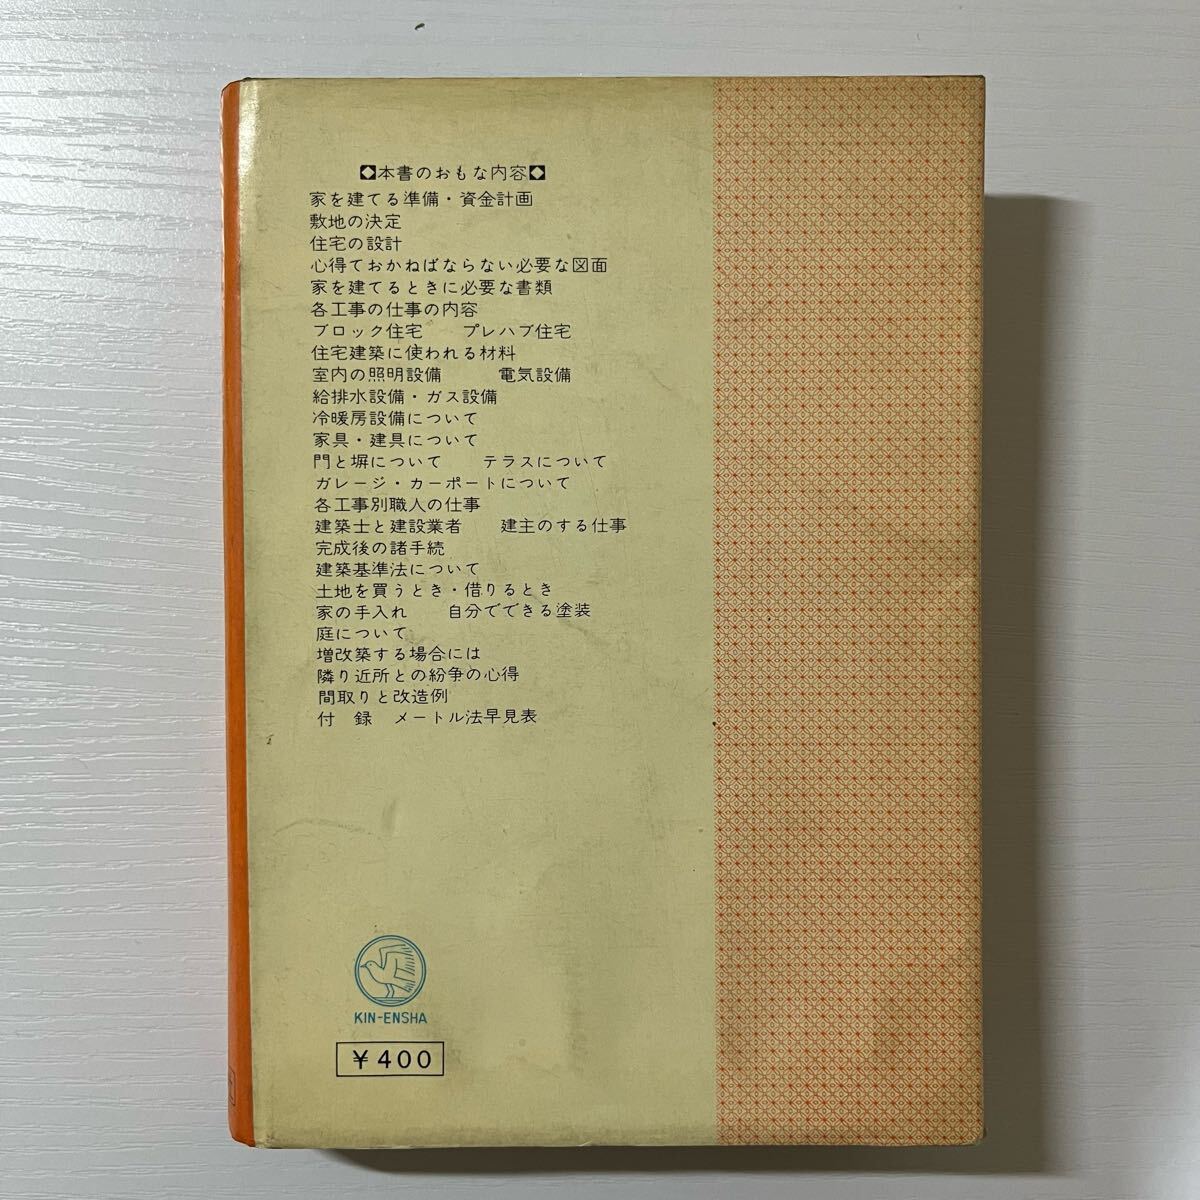 ◆本書のおもな内容◆
家を建てる準備・資金計画
敷地の決定
住宅の設計
心得ておかねばならない必要な図面
家を建てるときに必要な書類
各工事の仕事の内容
ブロック住宅　　プレハブ住宅
住宅建築に使われる材料
室内の照明設備　　　電気設備
給排水設備・ガス設備
冷暖房設備について
家具・建具について
門と塀について　　テラスについて
ガレージ・カーポートについて
各工事別職人の仕事
建築士と建設業者　　建主のする仕事
完成後の諸手続
建築基準法について
土地を買うとき・借りるとき
家の手入れ　　自分でできる塗装
庭について
増改築する場合には
隣り近所との紛争の心得
間取りと改造例
付　録　メートル法早見表
KIN-ENSHA
¥400